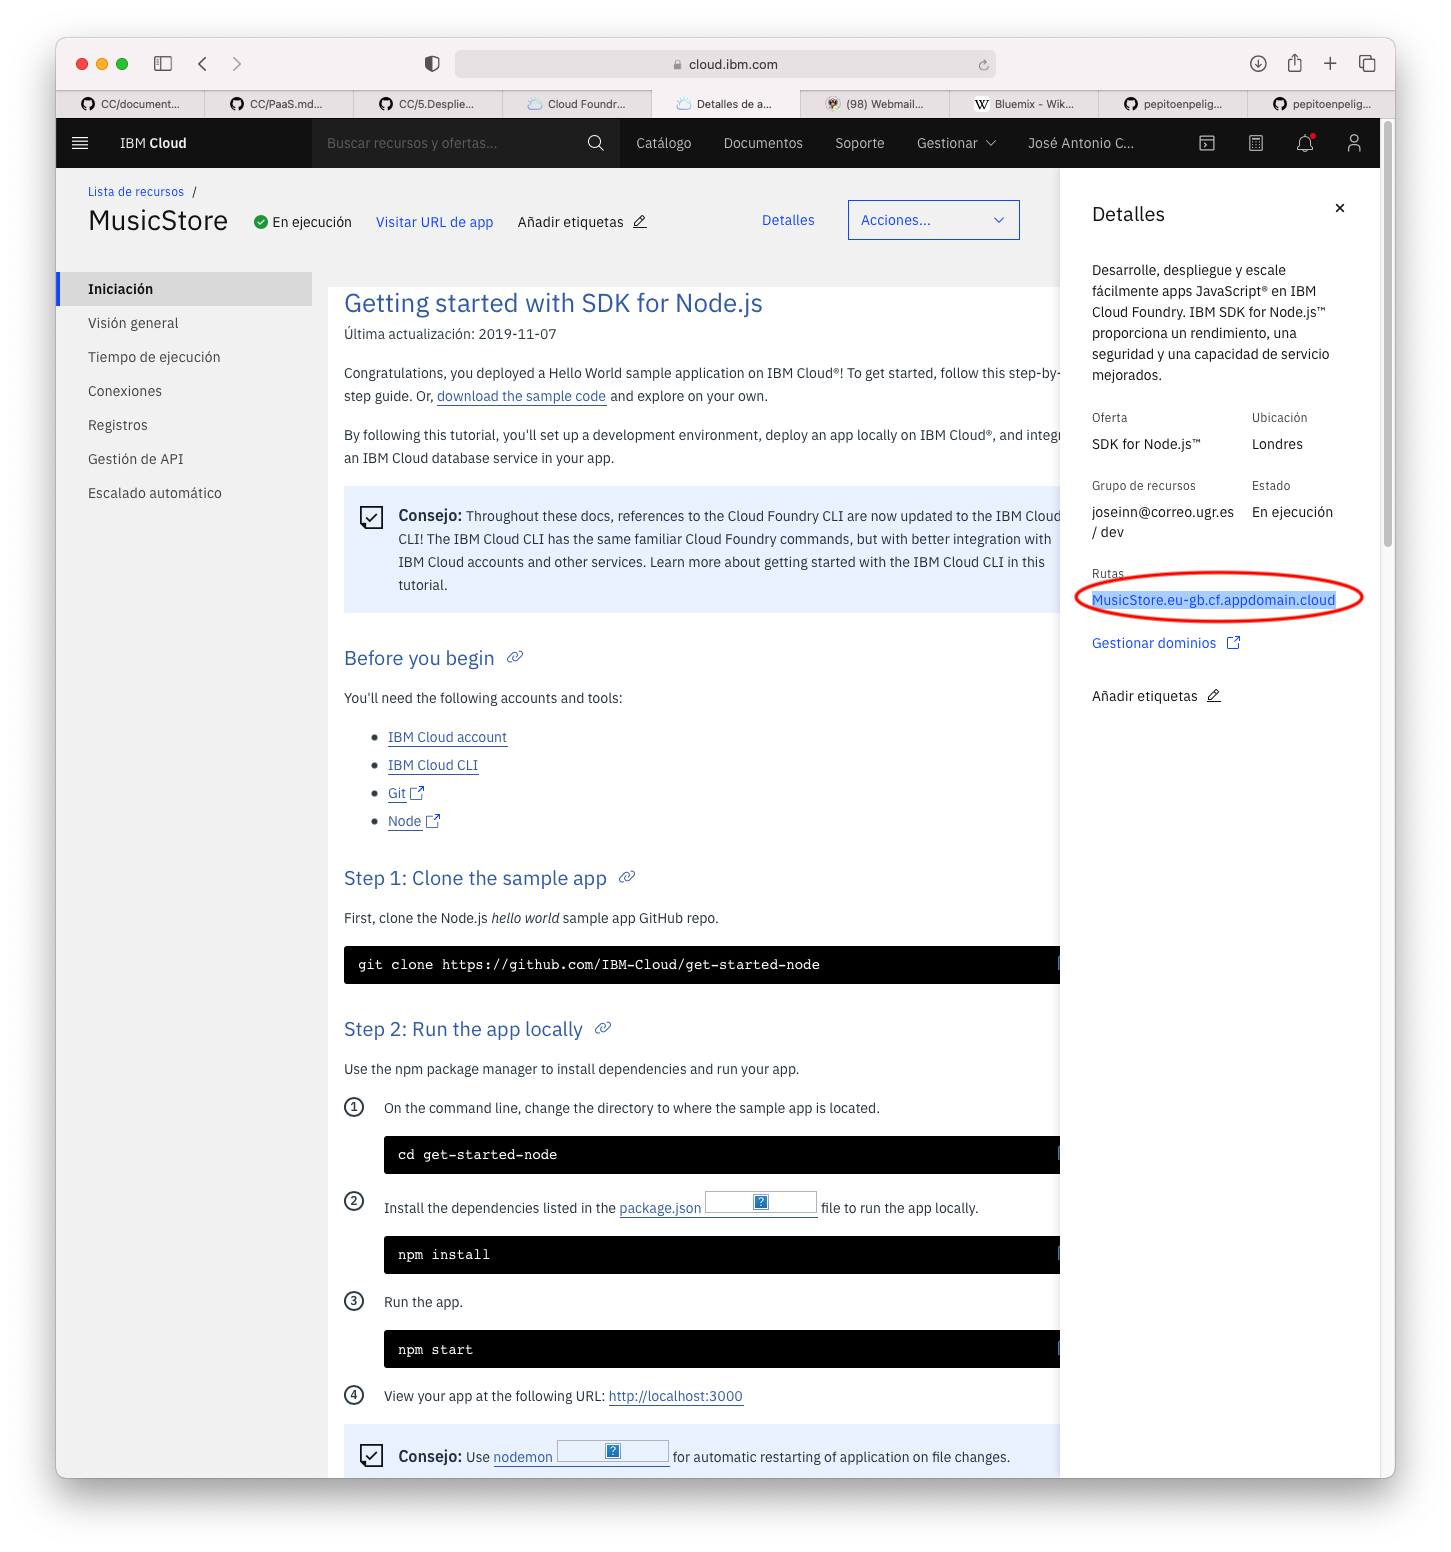 cloud.ibm.com
CC/document...
CC/PaaS.md...
CC/5.Desplie...
Cloud Foundr...
Detalles de a...
(98) Webmail...
Bluemix - Wik...
pepitoenpelig...
pepitoenpelig...
IBM Cloud
Buscar recursos y ofertas...
Catálogo
Documentos
Soporte
Gestionar
José Antonio C...
Lista de recursos /
MusicStore
En ejecución
Visitar URL de app
Añadir etiquetas
Detalles
Acciones...
Iniciación
Visión general
Tiempo de ejecución
Conexiones
Registros
Gestión de API
Escalado automático
Getting started with SDK for Node.js
Última actualización: 2019-11-07
Congratulations, you deployed a Hello World sample application on IBM Cloud®! To get started, follow this step-by-
step guide. Or, download the sample code and explore on your own.
By following this tutorial, you'll set up a development environment, deploy an app locally on IBM Cloud®, and integr
an IBM Cloud database service in your app.
Consejo: Throughout these docs, references to the Cloud Foundry CLI are now updated to the IBM Cloud
CLI! The IBM Cloud CLI has the same familiar Cloud Foundry commands, but with better integration with
IBM Cloud accounts and other services. Learn more about getting started with the IBM Cloud CLI in this
tutorial.
Before you begin
You'll need the following accounts and tools:
IBM Cloud account
IBM Cloud CLI
Git
Node
Step 1: Clone the sample app
First, clone the Node.js hello world sample app GitHub repo.
git clone https://github.com/IBM-Cloud/get-started-node
Step 2: Run the app locally
Use the npm package manager to install dependencies and run your app.
1 On the command line, change the directory to where the sample app is located.
cd get-started-node
2 Install the dependencies listed in the package.json file to run the app locally.
npm install
3 Run the app.
npm start
4 View your app at the following URL: http://localhost:3000
Consejo: Use nodemon for automatic restarting of application on file changes.
Detalles
Desarrolle, despliegue y escale
fácilmente apps JavaScript® en IBM
Cloud Foundry. IBM SDK for Node.js™
proporciona un rendimiento, una
seguridad y una capacidad de servicio
mejorados.
Oferta
SDK for Node.js™
Ubicación
Londres
Grupo de recursos
joseinn@correo.ugr.es
/ dev
Estado
En ejecución
Rutas
MusicStore.eu-gb.cf.appdomain.cloud
Gestionar dominios
Añadir etiquetas